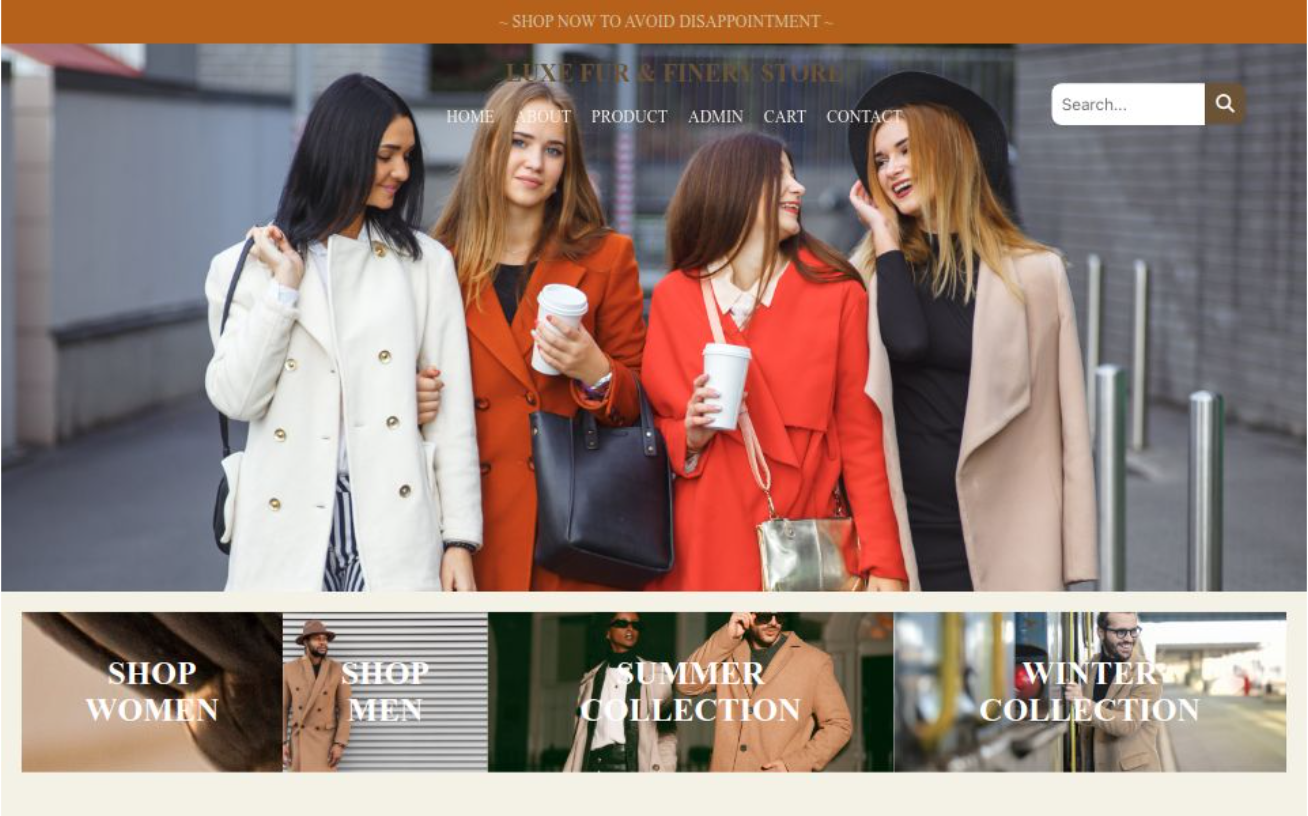 ~ SHOP NOW TO AVOID DISAPPOINTMENT ~
LUXE FUR & FINERY STORE
HOME ABOUT PRODUCT ADMIN CART CONTACT
Search...
SHOP
WOMEN
SHOP
MEN
SUMMER
COLLECTION
WINTER
COLLECTION